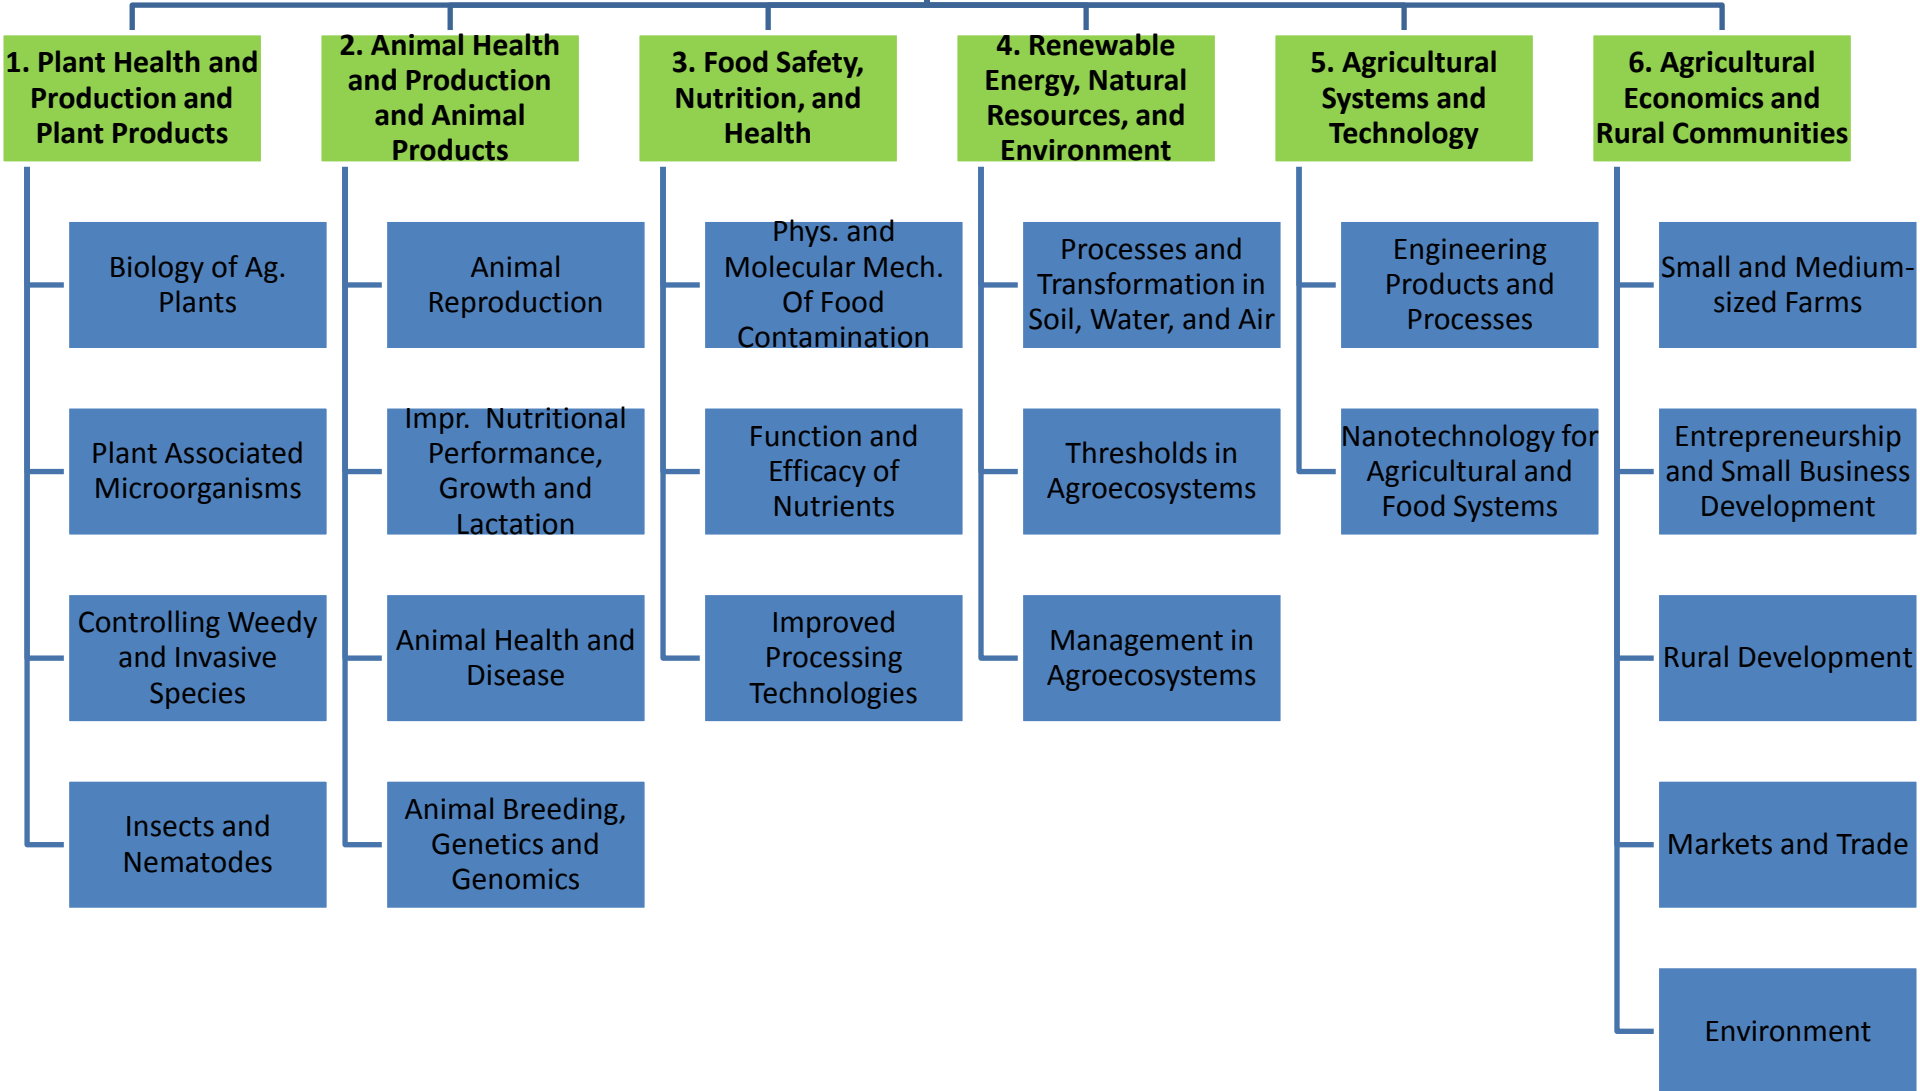 1. Plant Health and
Production and
Plant Products
Biology of Ag.
Plants
Plant Associated
Microorganisms
Controlling Weedy
and Invasive
Species
Insects and
Nematodes
2. Animal Health
and Production
and Animal
Products
Animal
Reproduction
Impr.  Nutritional
Performance,
Growth and
Lactation
Animal Health and
Disease
Animal Breeding,
Genetics and
Genomics
3. Food Safety,
Nutrition, and
Health
Phys. and
Molecular Mech.
Of Food
Contamination
Function and
Efficacy of
Nutrients
Improved
Processing
Technologies
4. Renewable
Energy, Natural
Resources, and
Environment
Processes and
Transformation in
Soil, Water, and Air
Thresholds in
Agroecosystems
Management in
Agroecosystems
5. Agricultural
Systems and
Technology
Engineering
Products and
Processes
Nanotechnology for
Agricultural and
Food Systems
6. Agricultural
Economics and
Rural Communities
Small and Medium-
sized Farms
Entrepreneurship
and Small Business
Development
Rural Development
Markets and Trade
Environment